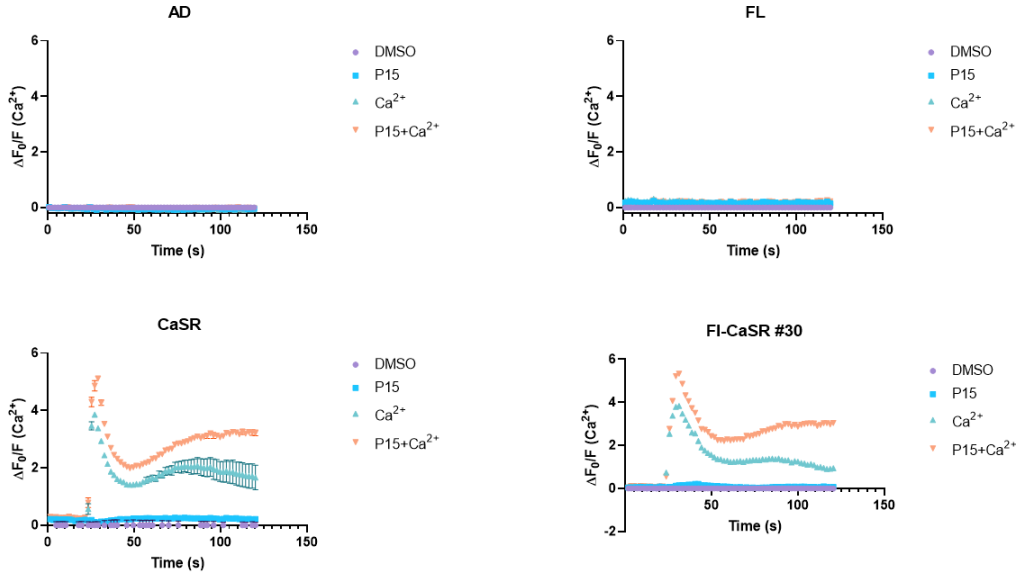 AD
6
4
2
0
0 50 100 150
ΔF₀/F (Ca²⁺)
Time (s)
DMSO
P15
Ca²⁺
P15+Ca²⁺
FL
6
4
2
0
0 50 100 150
ΔF₀/F (Ca²⁺)
Time (s)
DMSO
P15
Ca²⁺
P15+Ca²⁺
CaSR
6
4
2
0
0 50 100 150
ΔF₀/F (Ca²⁺)
Time (s)
DMSO
P15
Ca²⁺
P15+Ca²⁺
Fl-CaSR #30
6
4
2
0
-2
50 100 150
ΔF₀/F (Ca²⁺)
Time (s)
DMSO
P15
Ca²⁺
P15+Ca²⁺